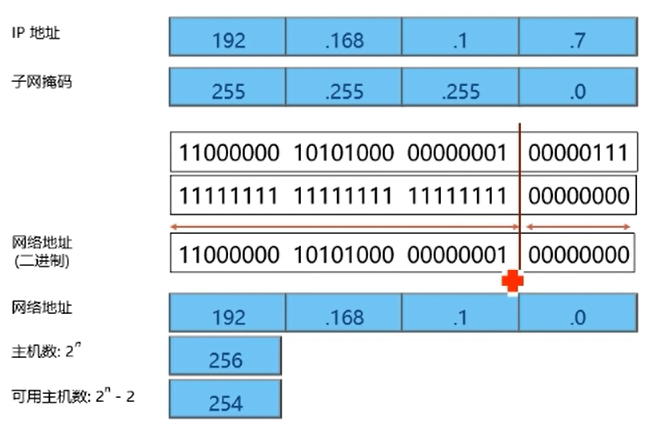 IP 地址 192 .168 .1 .7
子网掩码 255 .255 .255 .0
11000000 10101000 00000001 00000111
11111111 11111111 11111111 00000000
网络地址
(二进制) 11000000 10101000 00000001 00000000
网络地址 192 .168 .1 .0
主机数: 2ⁿ 256
可用主机数: 2ⁿ - 2 254